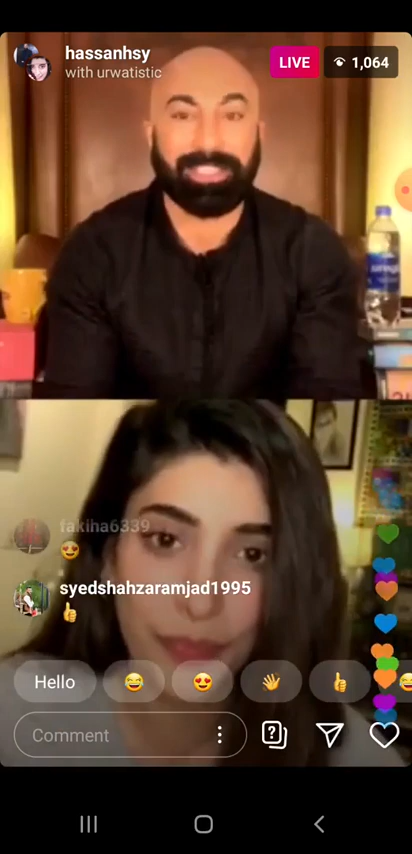 hassanhsy
with urwatistic
LIVE
1,064
fakiha6339
syedshahzaramjad1995
Hello
Comment